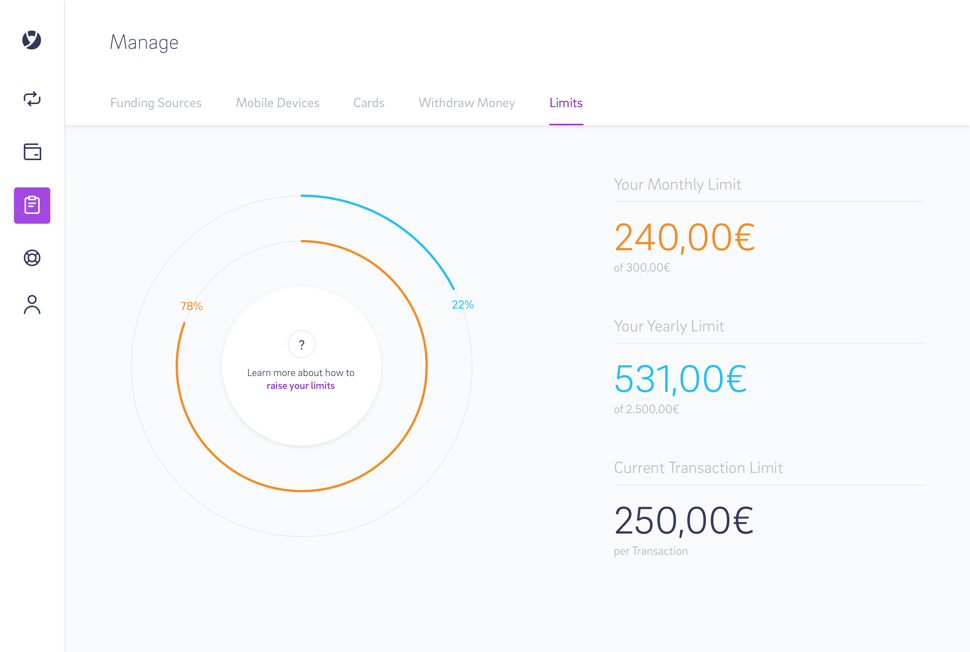 Manage
Funding Sources Mobile Devices Cards Withdraw Money Limits
78%
22%
?
Learn more about how to
raise your limits
Your Monthly Limit
240,00€
of 300,00€
Your Yearly Limit
531,00€
of 2.500,00€
Current Transaction Limit
250,00€
per Transaction